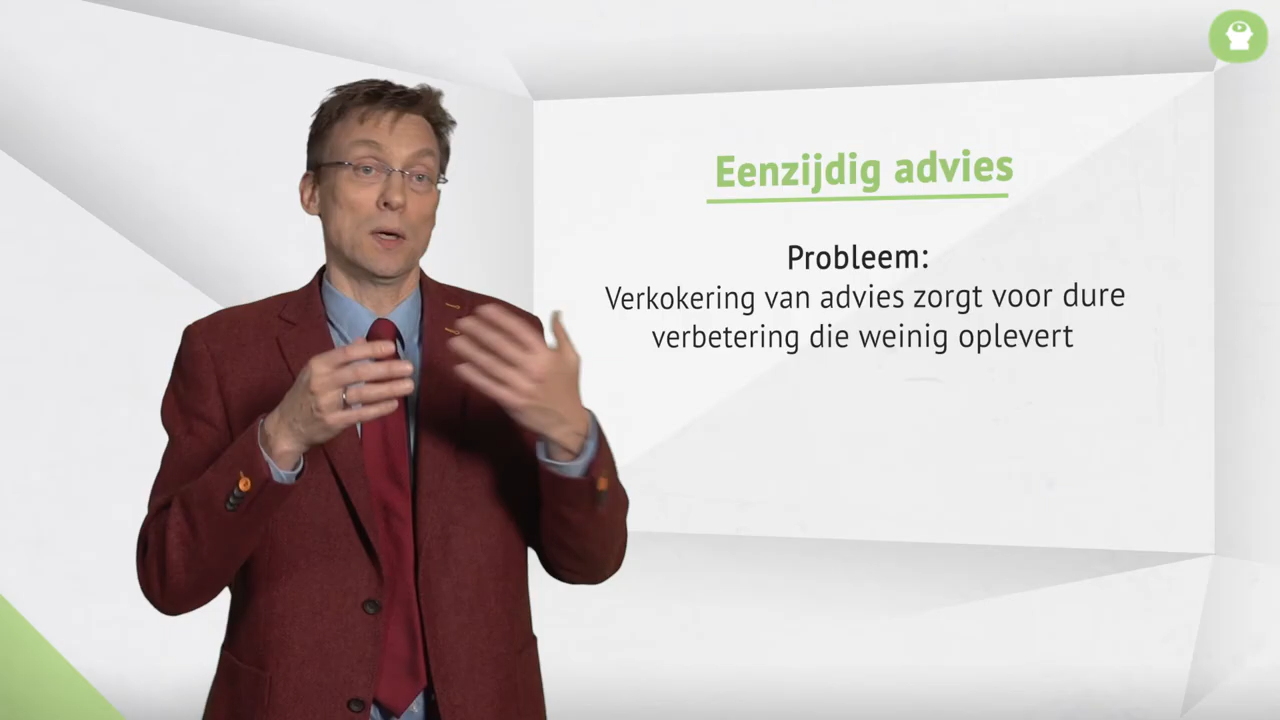 Eenzijdig advies
Probleem:
Verkokering van advies zorgt voor dure
verbetering die weinig oplevert